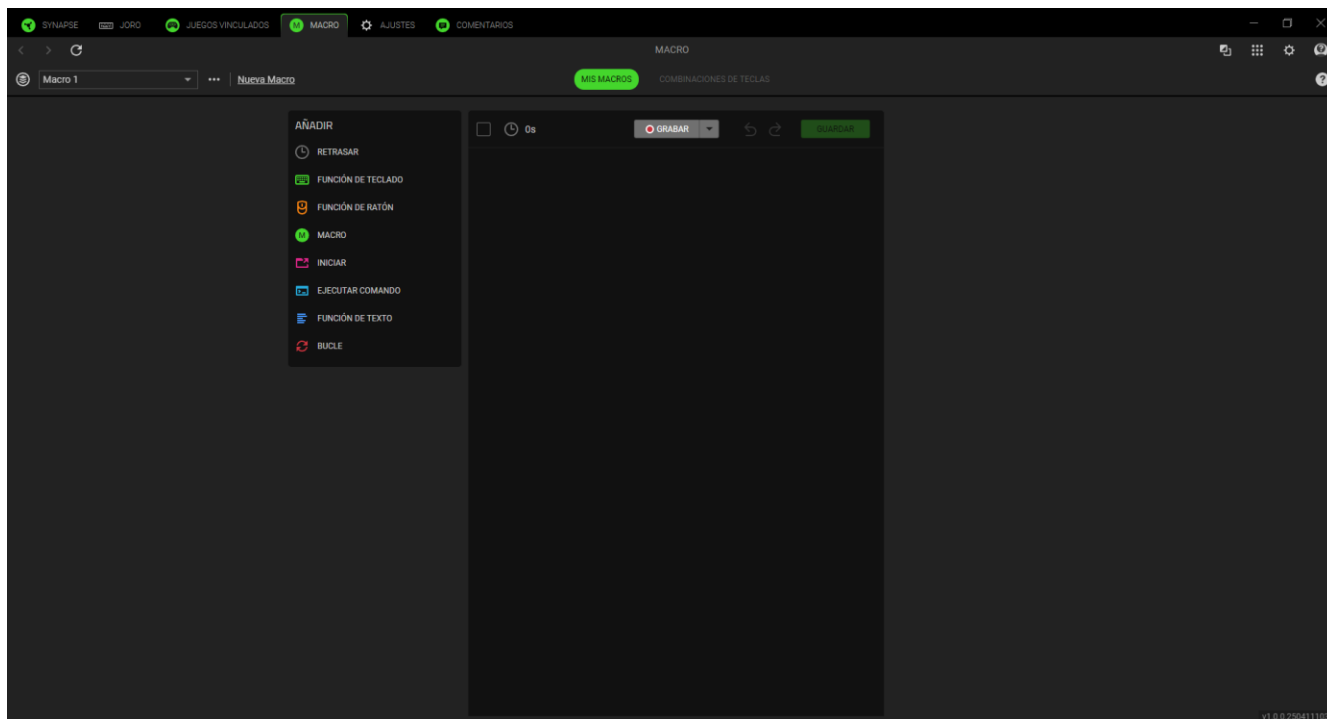 SYNAPSE JORO JUEGOS VINCULADOS M MACRO AJUSTES COMENTARIOS
MACRO
Macro 1 Nueva Macro MIS MACROS COMBINACIONES DE TECLAS ?
AÑADIR
0s GRABAR GUARDAR
RETRASAR
FUNCIÓN DE TECLADO
FUNCIÓN DE RATÓN
M MACRO
INICIAR
EJECUTAR COMANDO
FUNCIÓN DE TEXTO
BUCLE